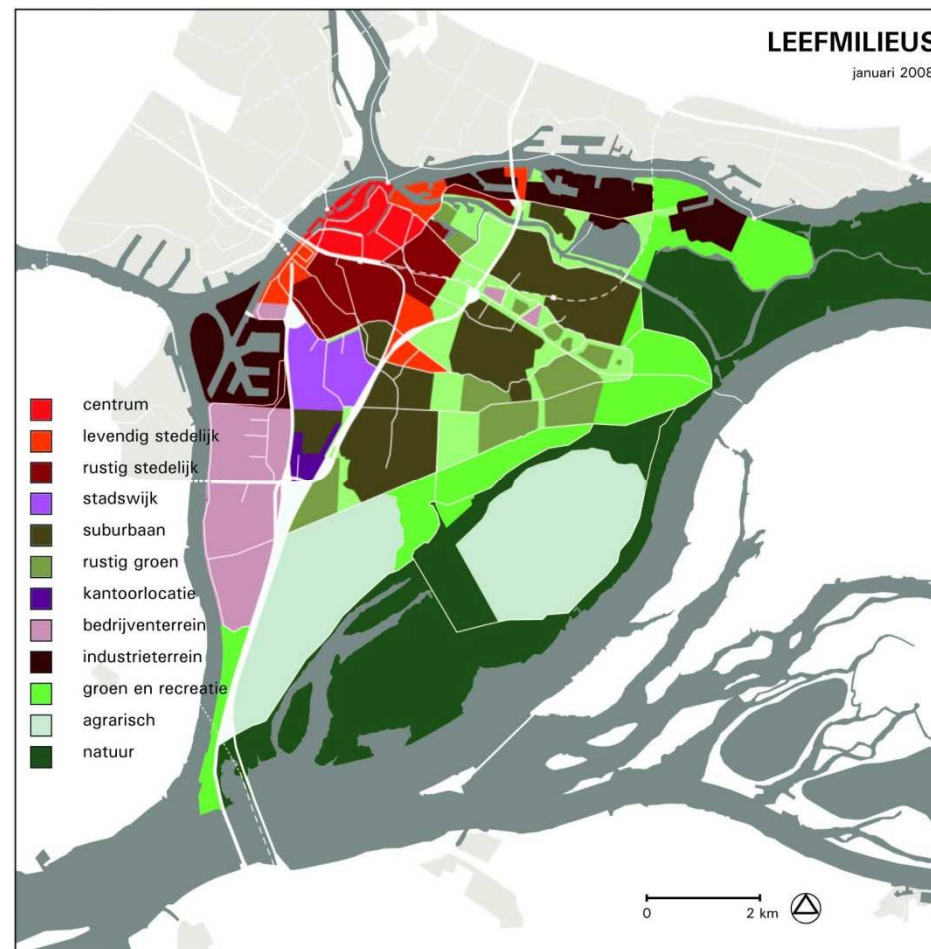 LEEFMILIEUS
januari 2008
centrum
levendig stedelijk
rustig stedelijk
stadswijk
suburbaan
rustig groen
kantoorlocatie
bedrijventerrein
industrieterrein
groen en recreatie
agrarisch
natuur
0 2 km